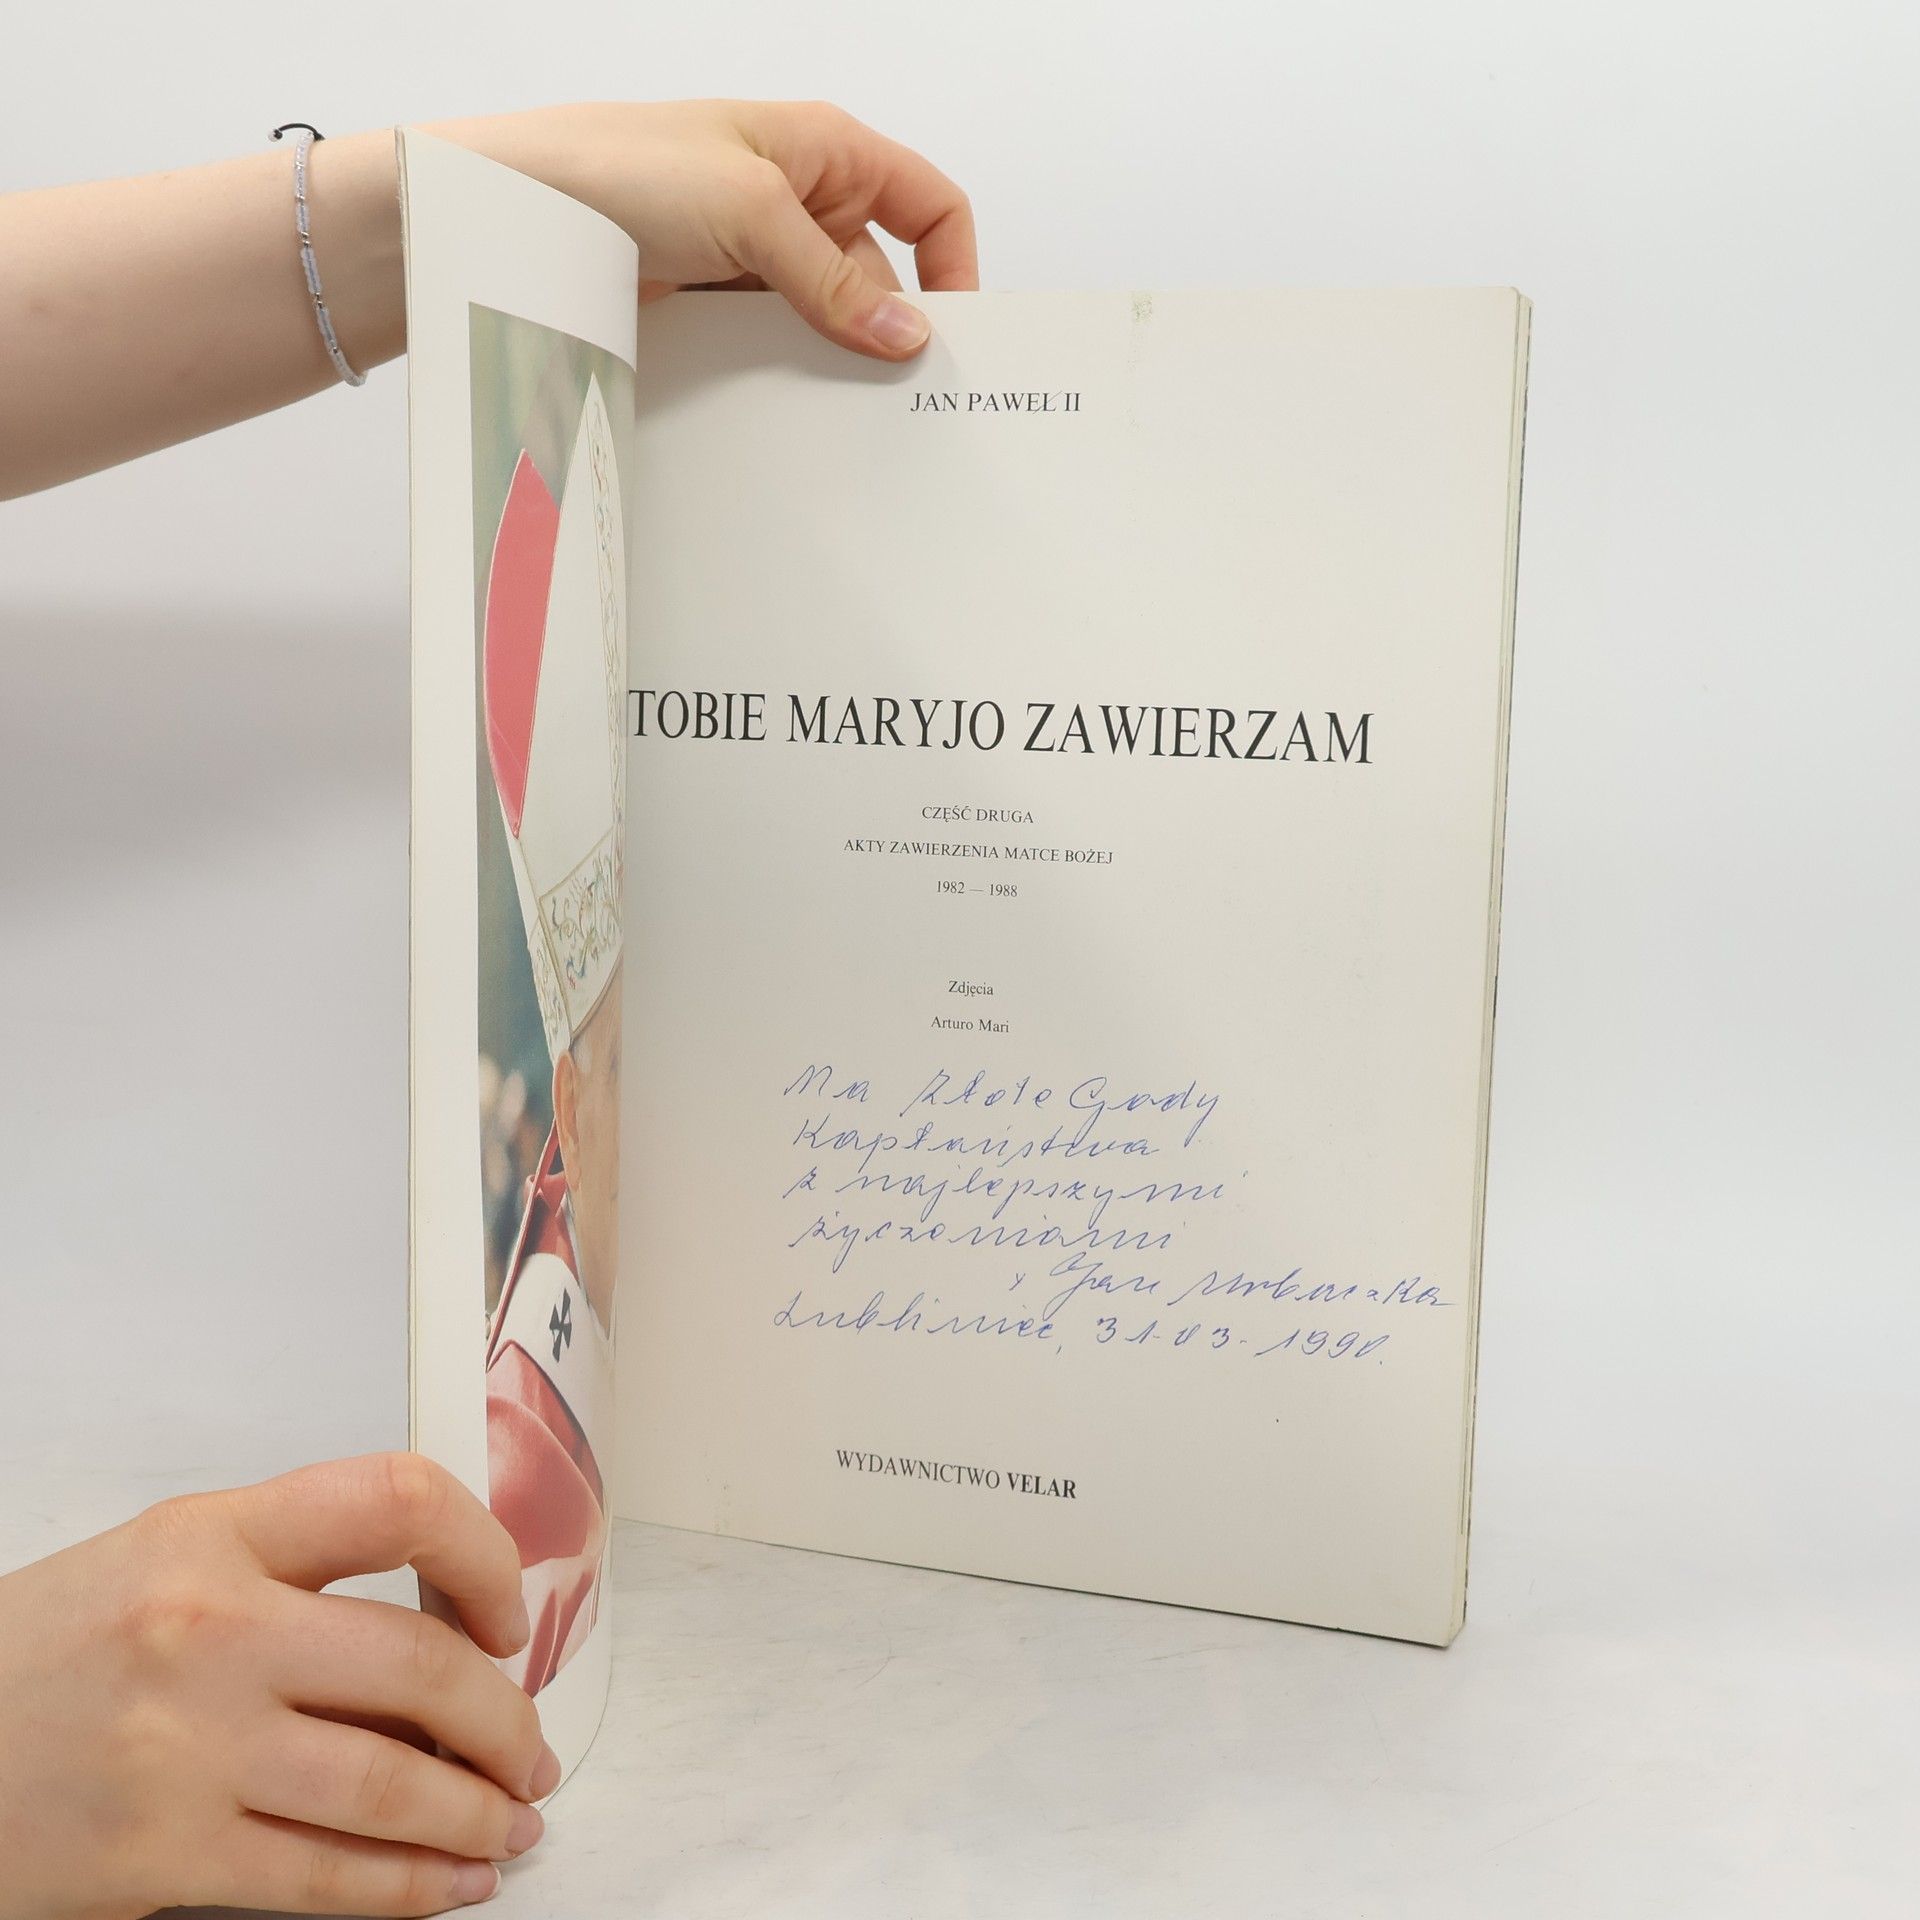 JAN PAWEŁ II
TOBIE MARYJO ZAWIERZAM
CZĘŚĆ DRUGA
AKTY ZAWIERZENIA MATCE BOŻEJ
1982 — 1988
Zdjęcia
Arturo Mari
Na Złote Gody
Kapłaństwa
z najlepszymi
życzeniami
Lubliniec, 31-03-1990.
WYDAWNICTWO VELAR